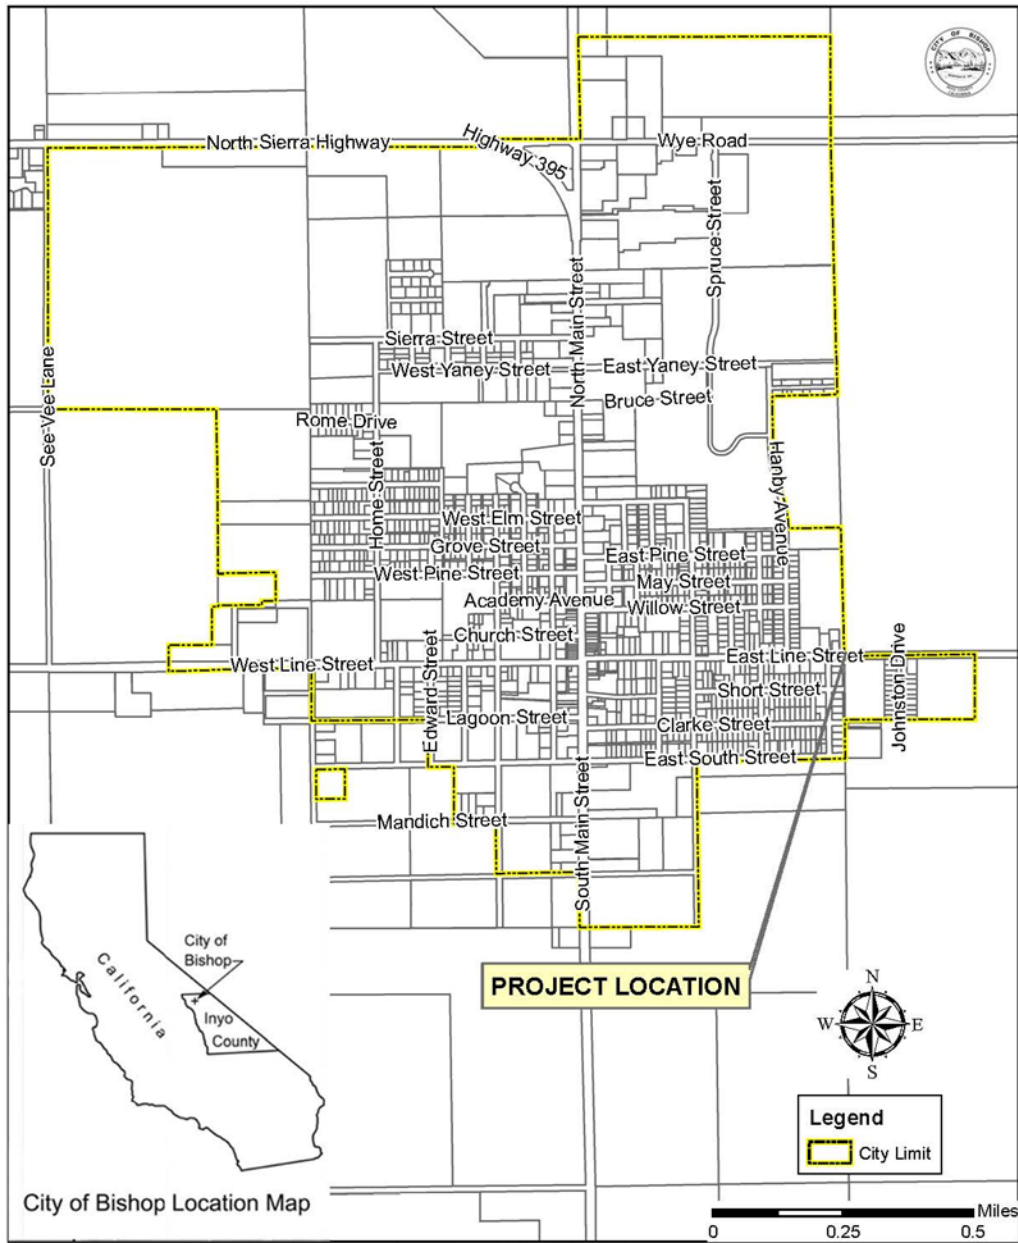 CITY OF BISHOP
North Sierra Highway
Highway 395
Wye Road
Spruce Street
North Main Street
Sierra Street
West Yaney Street
East Yaney Street
Bruce Street
See Vee Lane
Rome Drive
Home Street
Hanby Avenue
West Elm Street
Grove Street
East Pine Street
West Pine Street
May Street
Academy Avenue
Willow Street
Church Street
West Line Street
East Line Street
Edward Street
Short Street
Johnston Drive
Lagoon Street
Clarke Street
East South Street
Mandich Street
South Main Street
PROJECT LOCATION
City of
Bishop
California
Inyo
County
City of Bishop Location Map
N
W
E
S
Legend
City Limit
Miles
0
0.25
0.5